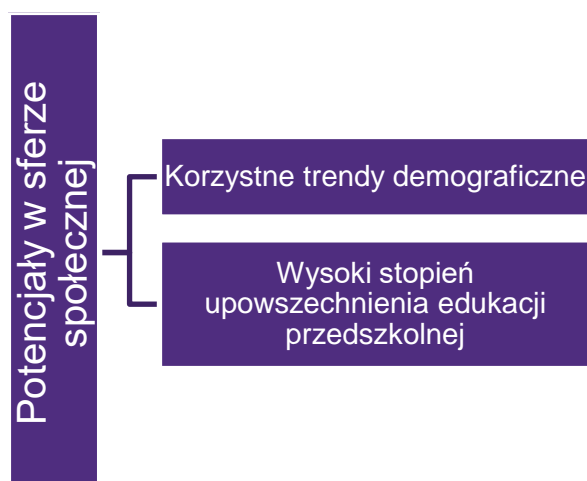 Potencjały w sferze
społecznej
Korzystne trendy demograficzne
Wysoki stopień
upowszechnienia edukacji
przedszkolnej